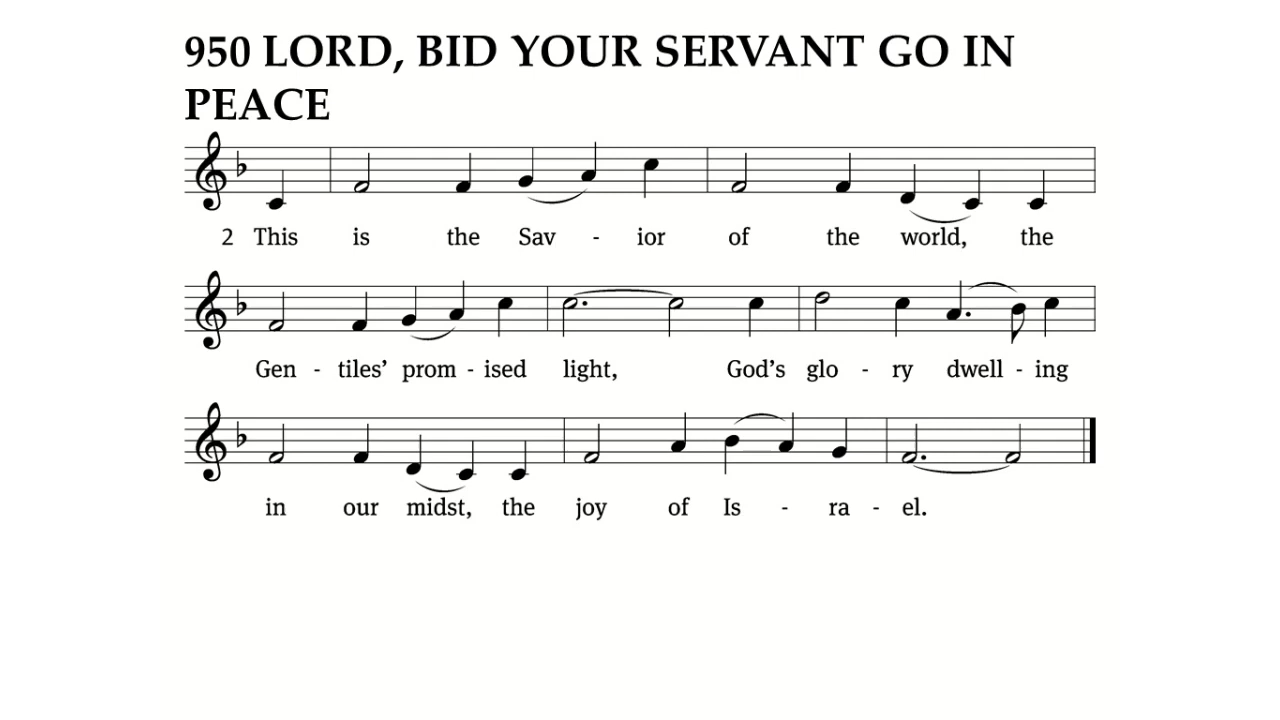 950 LORD, BID YOUR SERVANT GO IN
PEACE
2 This is the Sav - ior of the world, the
Gen - tiles’ prom - ised light, God’s glo - ry dwell - ing
in our midst, the joy of Is - ra - el.